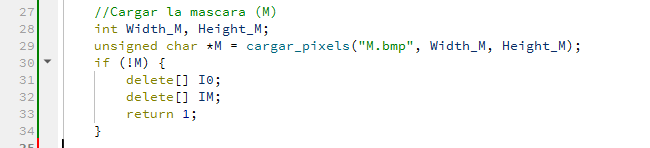 27 //Cargar la mascara (M)
28 int Width_M, Height_M;
29 unsigned char *M = cargar_pixels("M.bmp", Width_M, Height_M);
30 if (!M) {
31 delete[] I0;
32 delete[] IM;
33 return 1;
34 }
35